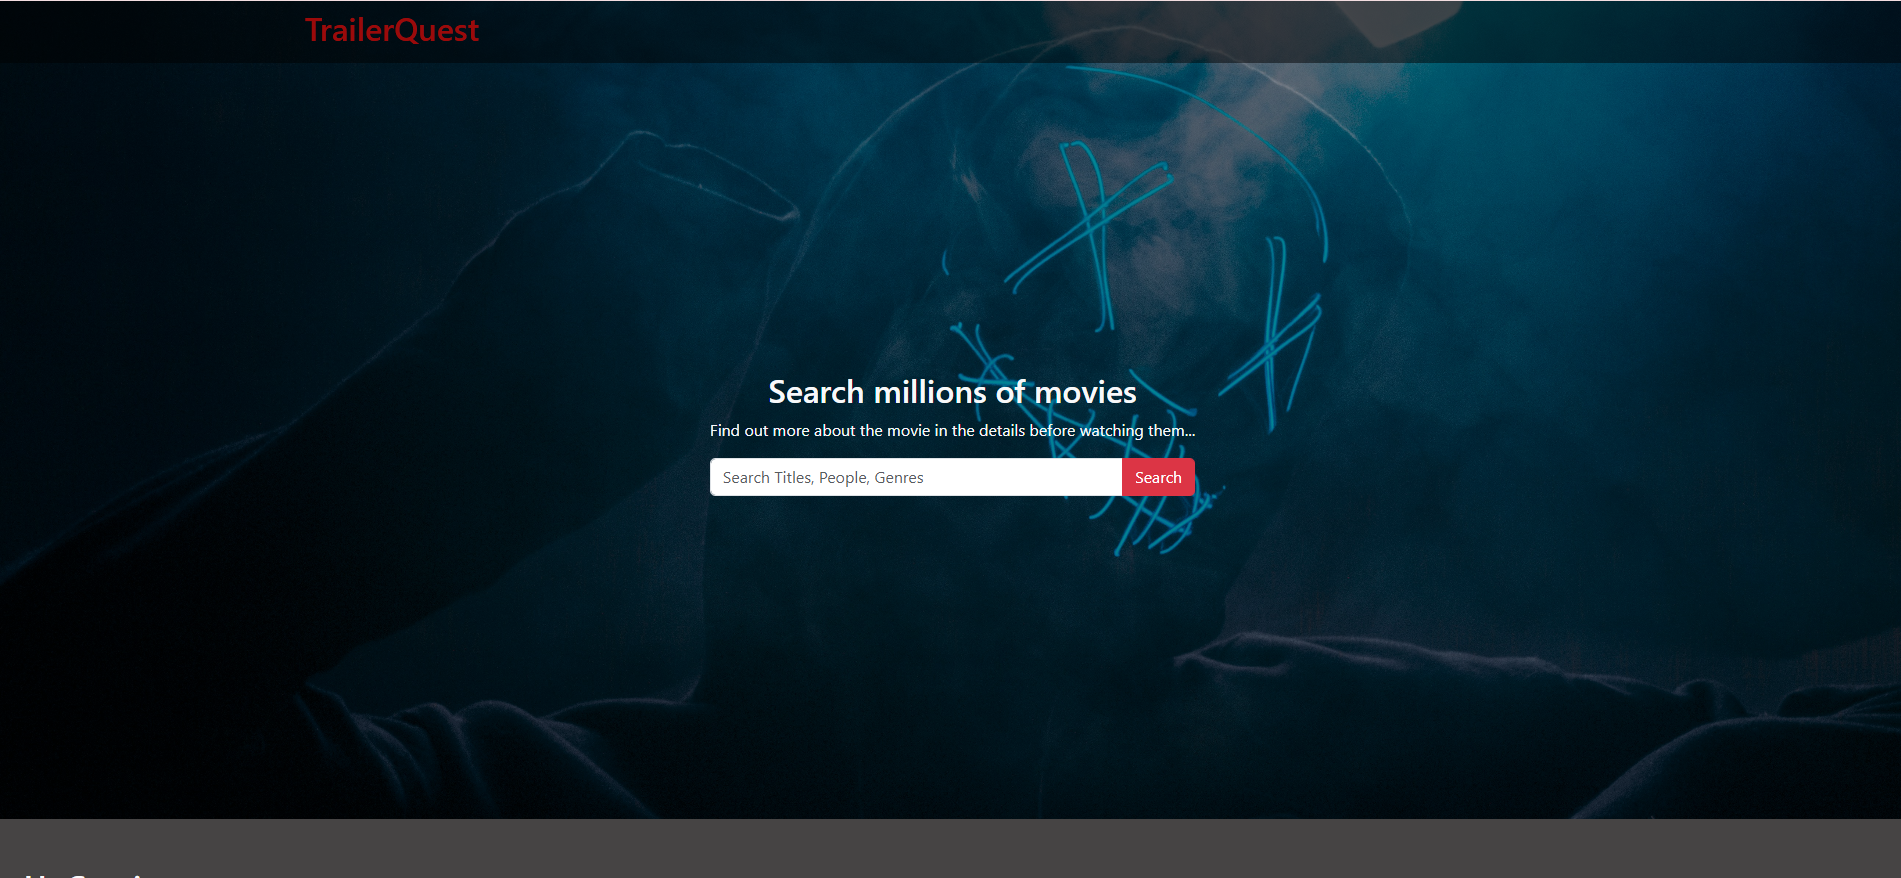 TrailerQuest
Search millions of movies
Find out more about the movie in the details before watching them...
Search Titles, People, Genres
Search